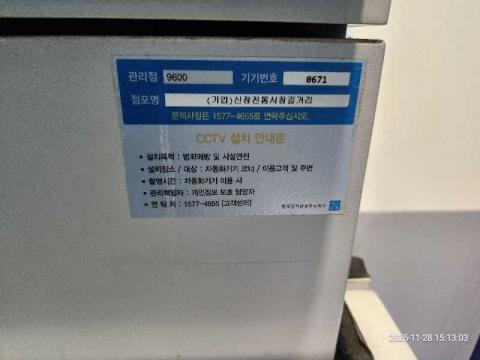 관리점 9600 기기번호 0671
점포명 (기업)신장전통시장길거리
문의사항은 1577-4655로 연락주십시오.
CCTV 설치 안내문
• 설치목적 : 범죄예방 및 시설안전
• 설치장소 / 대상 : 자동화기기 코너 / 이용고객 및 주변
• 촬영시간 : 자동화기기 이용 시
• 관리책임자 : 개인정보 보호 담당자
• 연 락 처 : 1577-4655 [고객센터]
2025-11-28 15:13:03